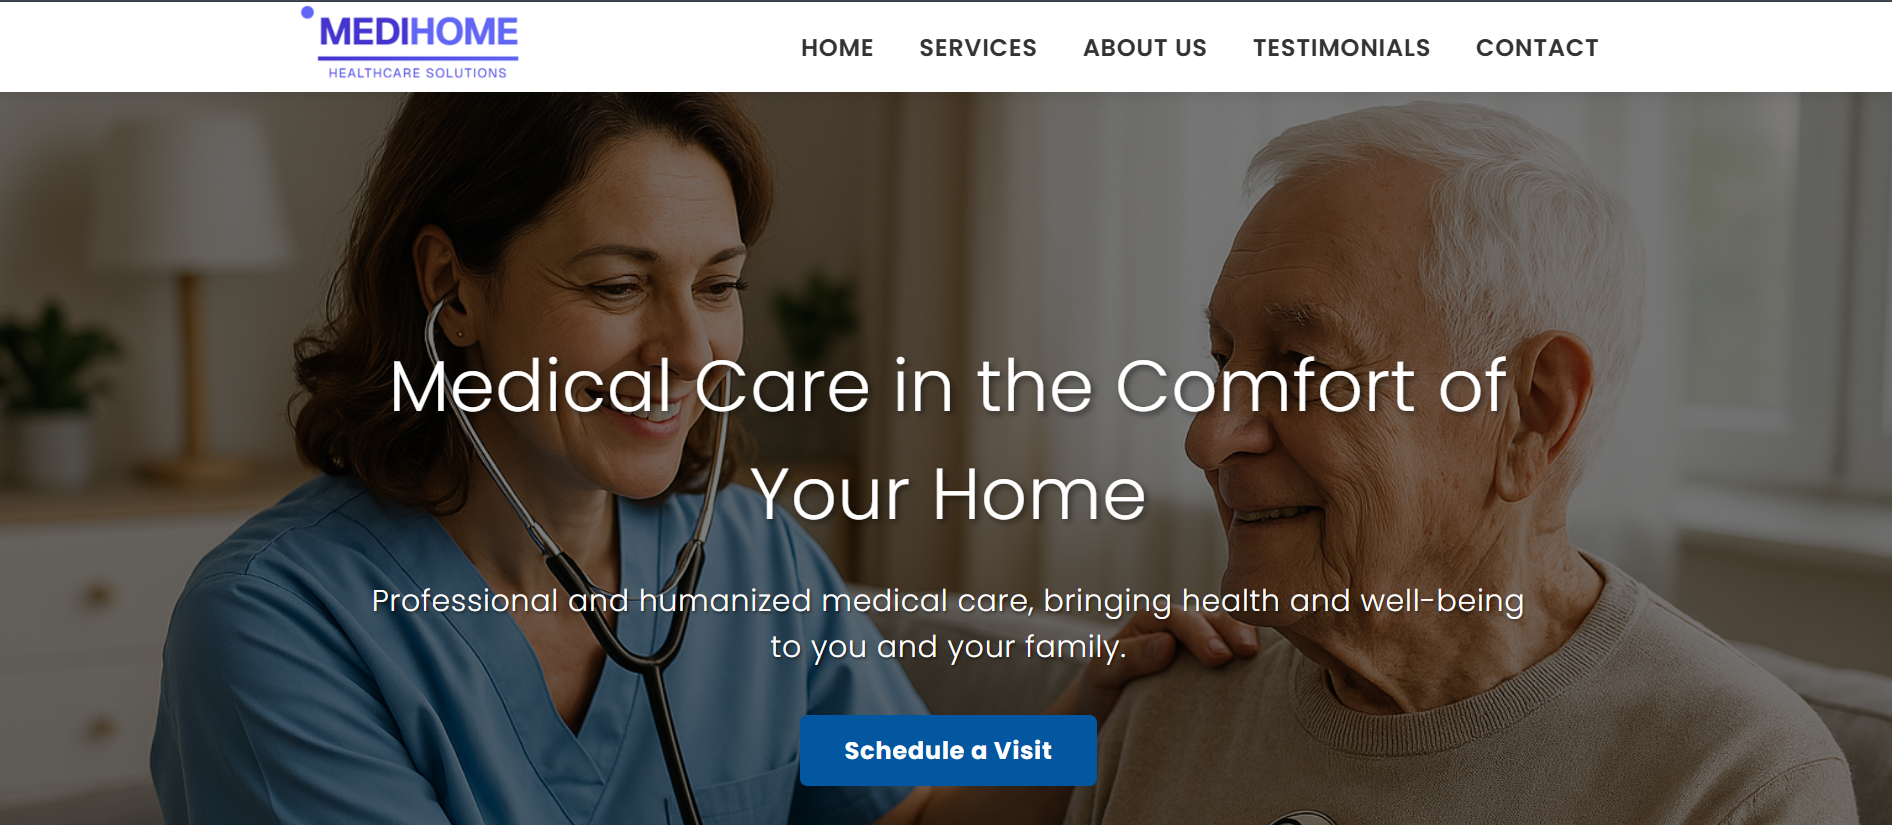 MEDIHOME
HEALTHCARE SOLUTIONS
HOME SERVICES ABOUT US TESTIMONIALS CONTACT
Medical Care in the Comfort of
Your Home
Professional and humanized medical care, bringing health and well-being
to you and your family.
Schedule a Visit